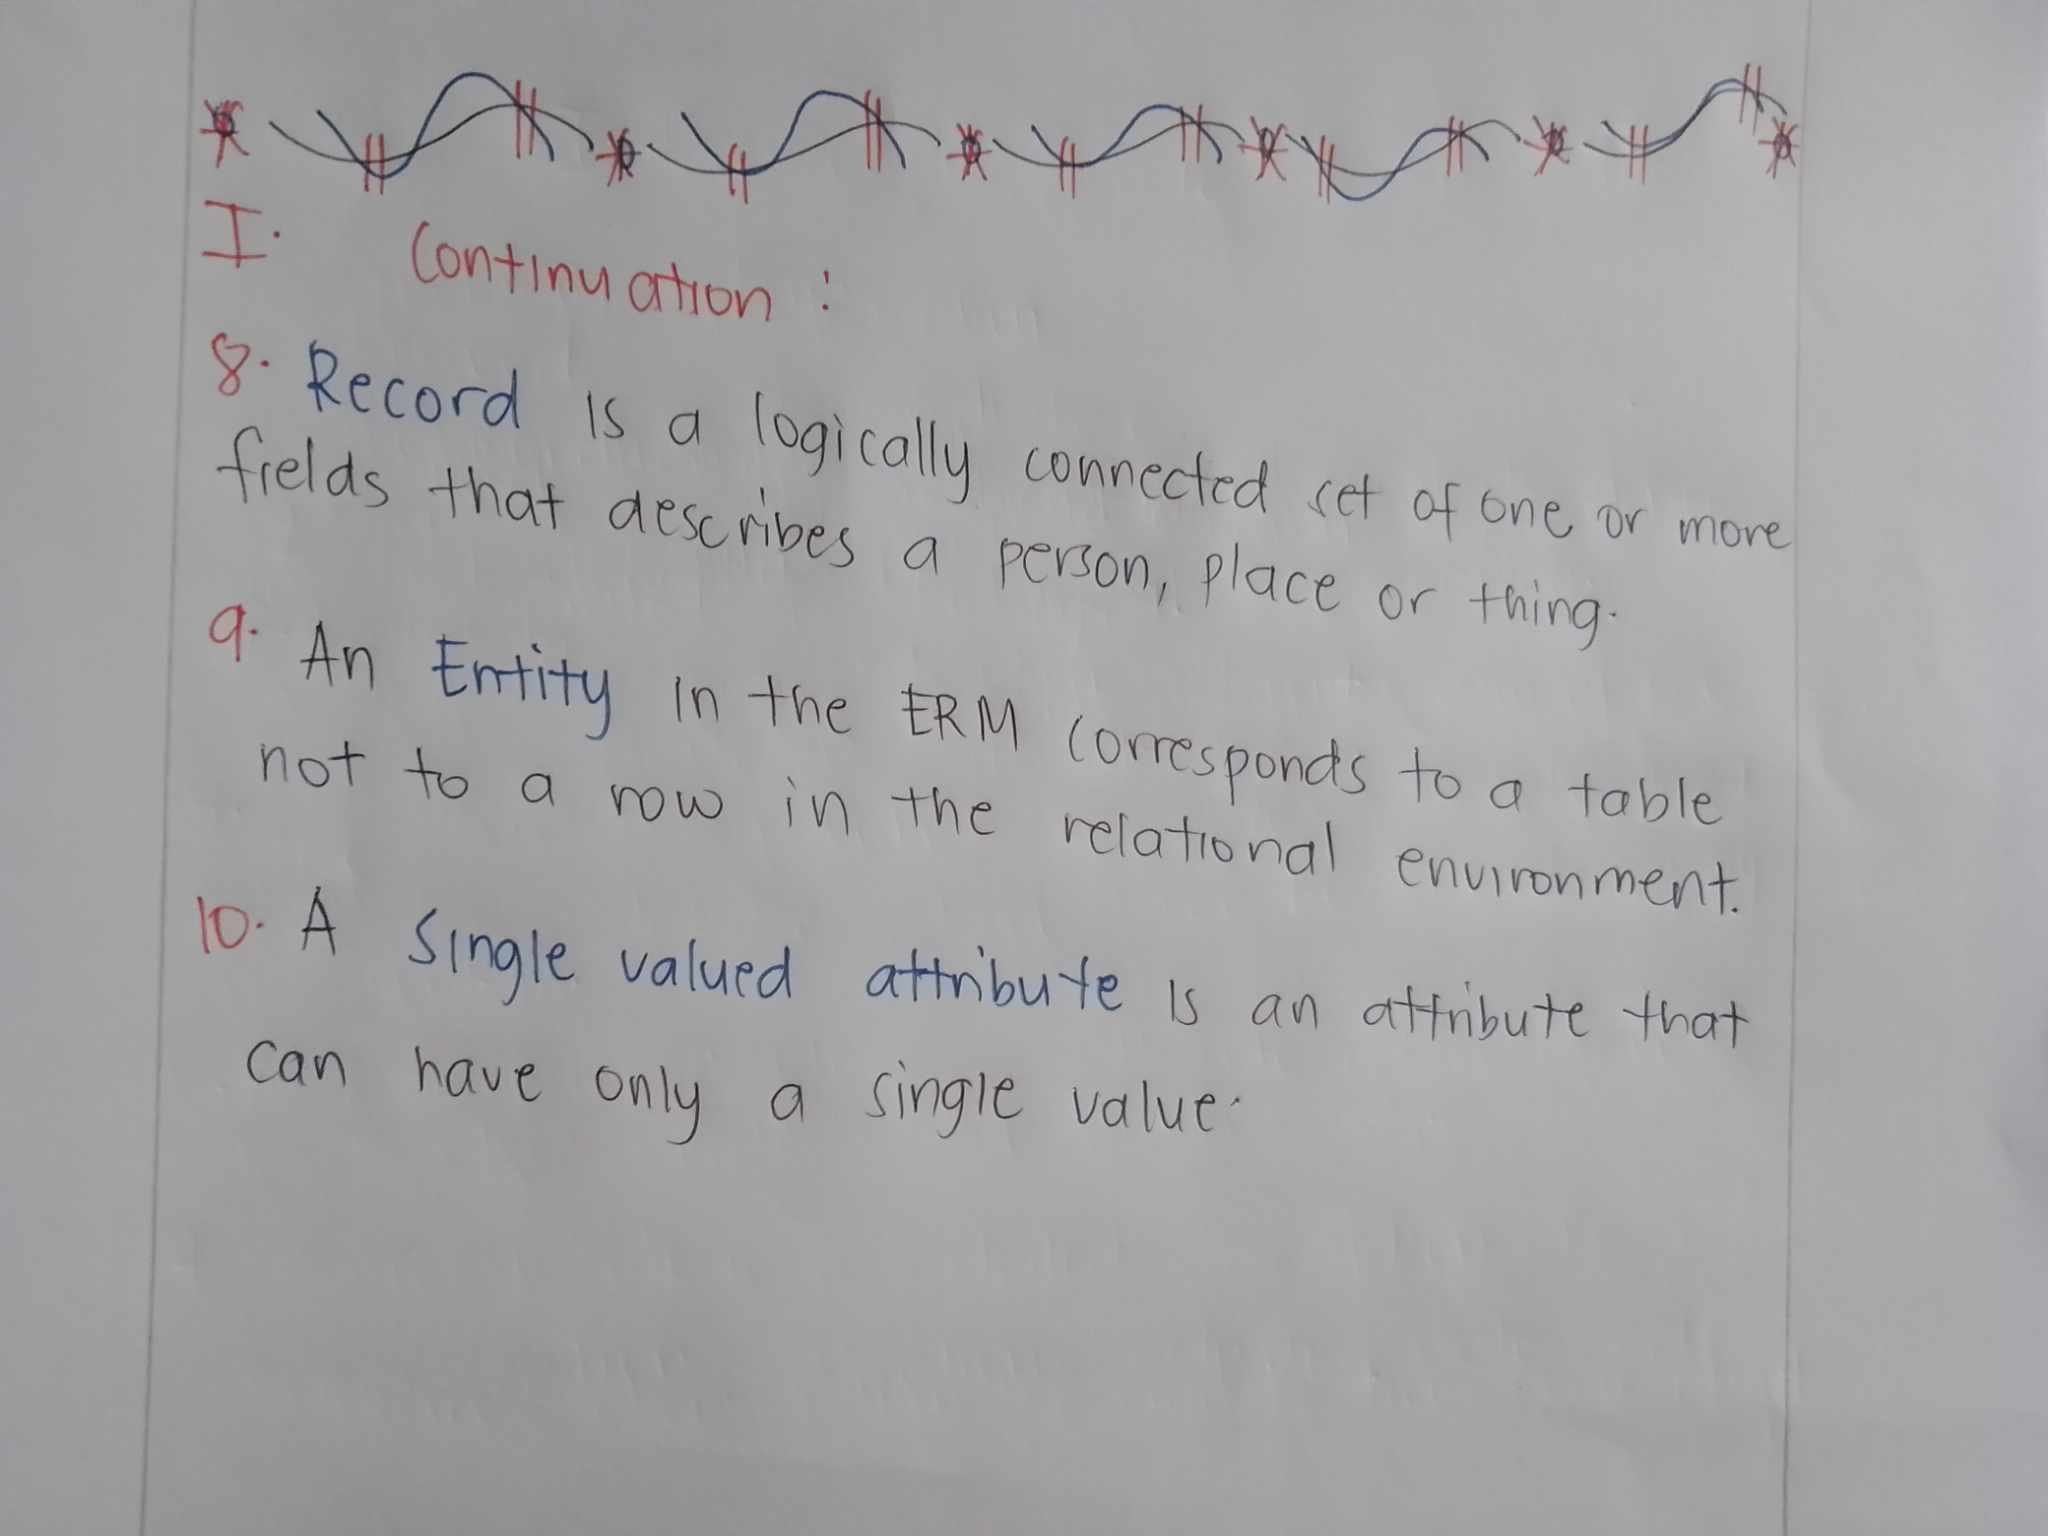 I. Continuation :
8. Record is a logically connected set of one or more
fields that describes a person, place or thing.
9. An Entity in the ERM corresponds to a table
not to a row in the relational environment.
10. A Single valued attribute is an attribute that
can have only a single value.